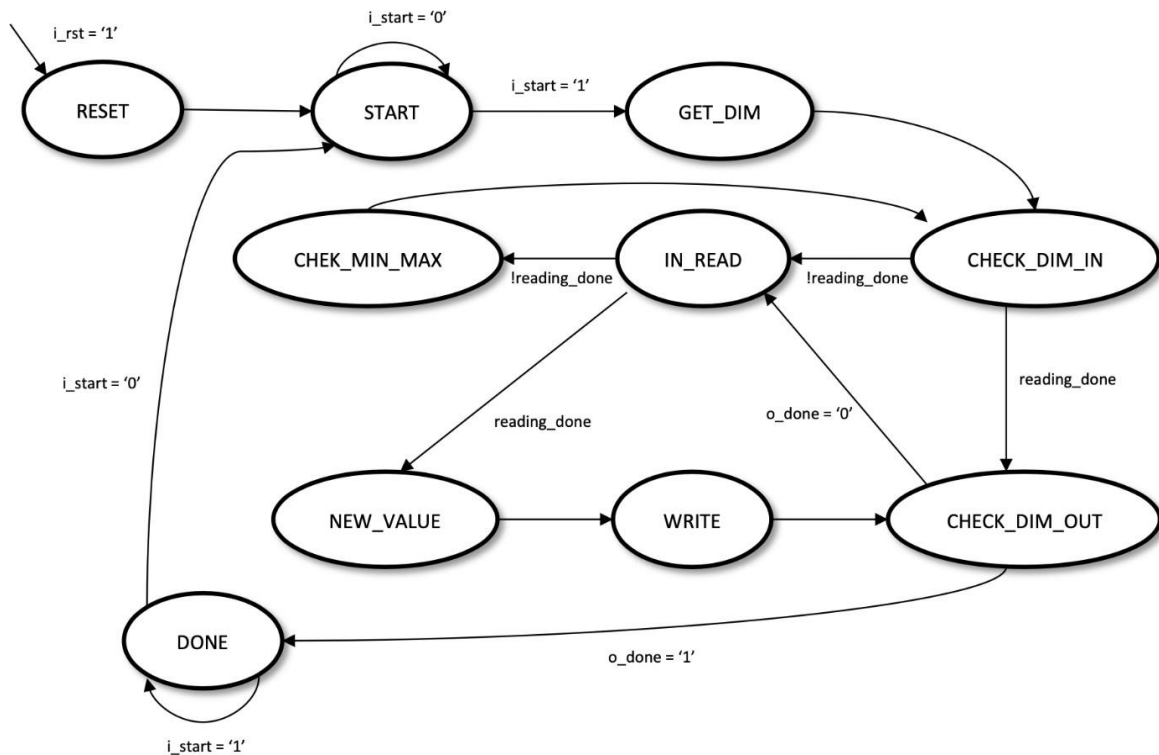 i_rst = ‘1’
i_start = ‘0’
RESET
START
i_start = ‘1’
GET_DIM
CHEK_MIN_MAX
IN_READ
CHECK_DIM_IN
!reading_done
!reading_done
i_start = ‘0’
reading_done
o_done = ‘0’
reading_done
NEW_VALUE
WRITE
CHECK_DIM_OUT
DONE
o_done = ‘1’
i_start = ‘1’